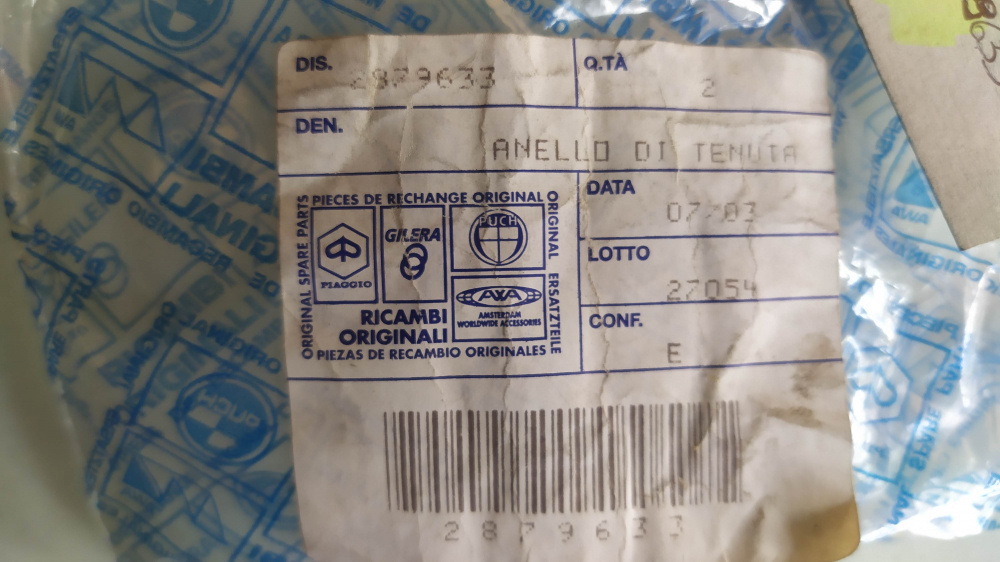 DIS. 2879633
Q.TÀ 2
DEN. ANELLO DI TENUTA
PIECES DE RECHANGE ORIGINAL
ORIGINAL SPARE PARTS
ORIGINAL ERSATZTEILE
PIAGGIO
GILERA
PUCH
AWA
AMSTERDAM
WORLDWIDE ACCESSORIES
RICAMBI
ORIGINALI
PIEZAS DE RECAMBIO ORIGINALES
DATA
07/03
LOTTO
27054
CONF.
E
2879633